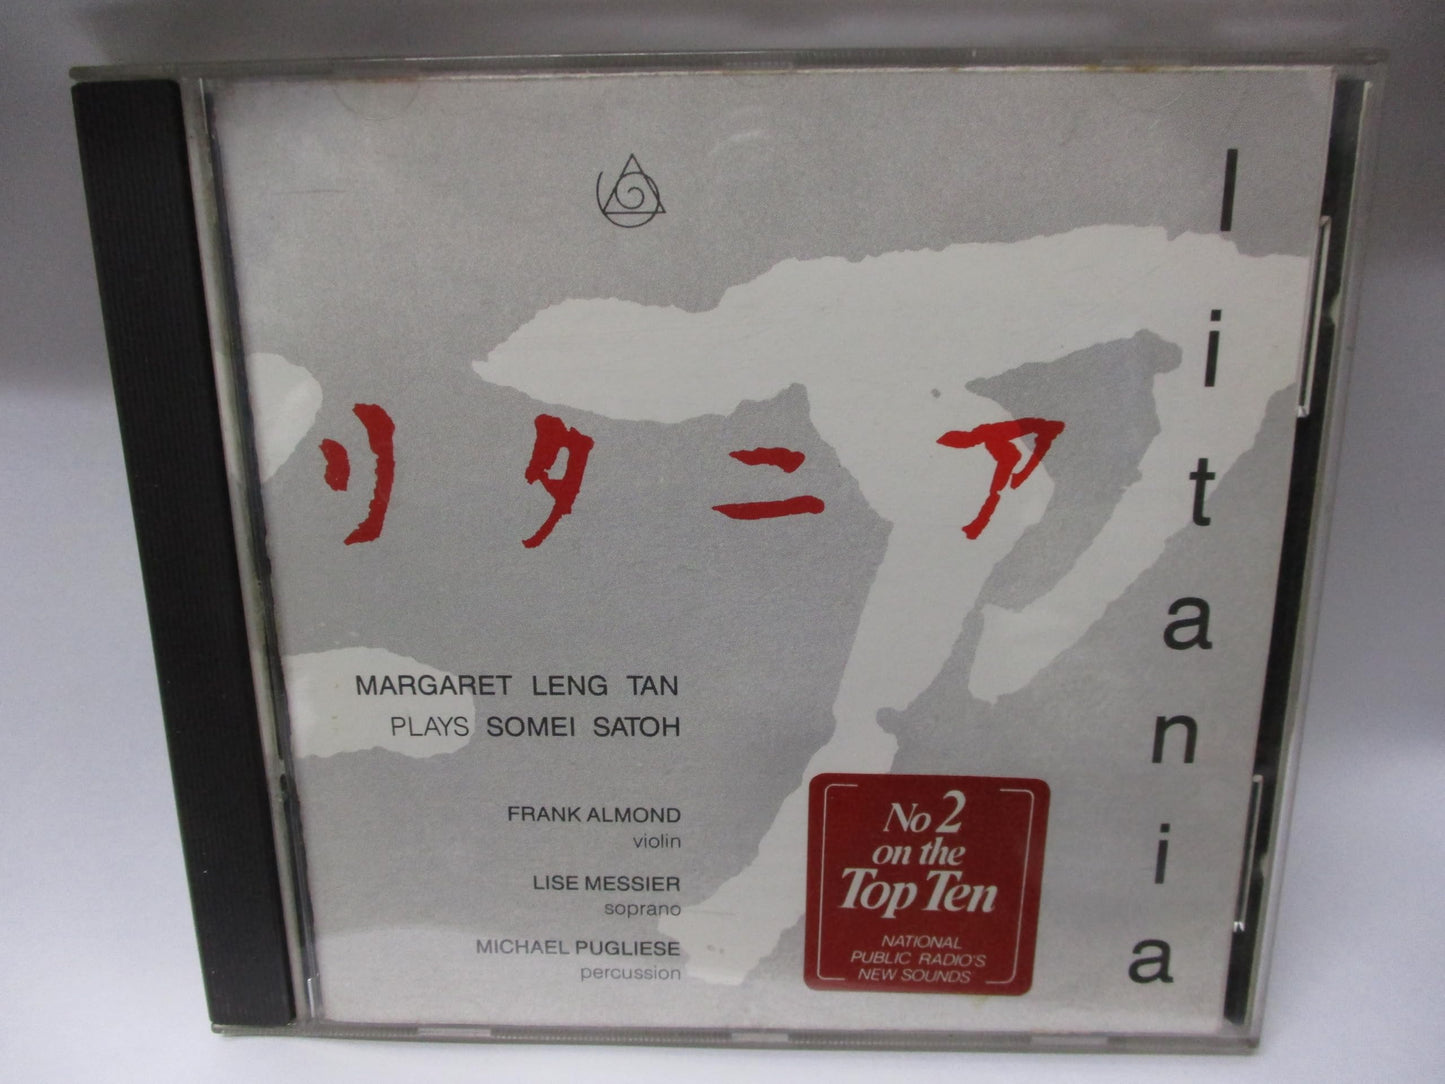 リタニア
litania
MARGARET LENG TAN
PLAYS SOMEI SATOH
FRANK ALMOND
violin
LISE MESSIER
soprano
MICHAEL PUGLIESE
percussion
No 2
on the
Top Ten
NATIONAL
PUBLIC RADIO'S
NEW SOUNDS